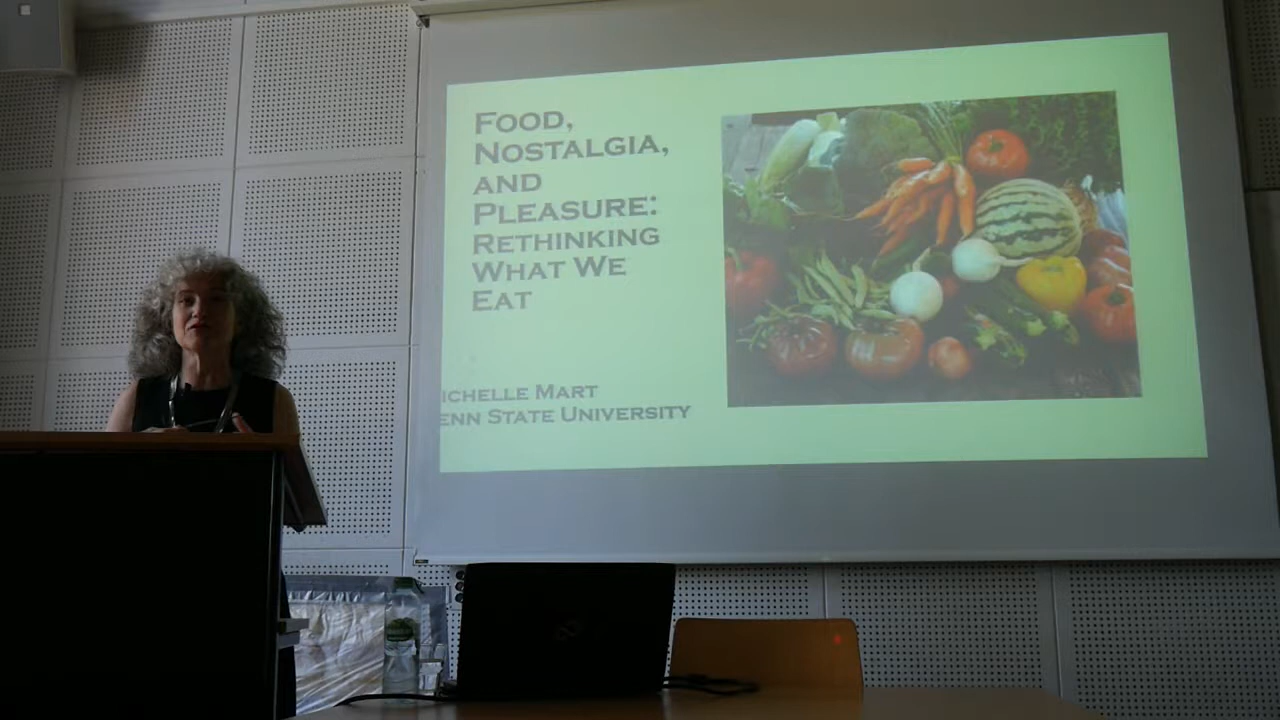 Food,
Nostalgia,
and
Pleasure:
Rethinking
What We
Eat
ichelle Mart
enn State University